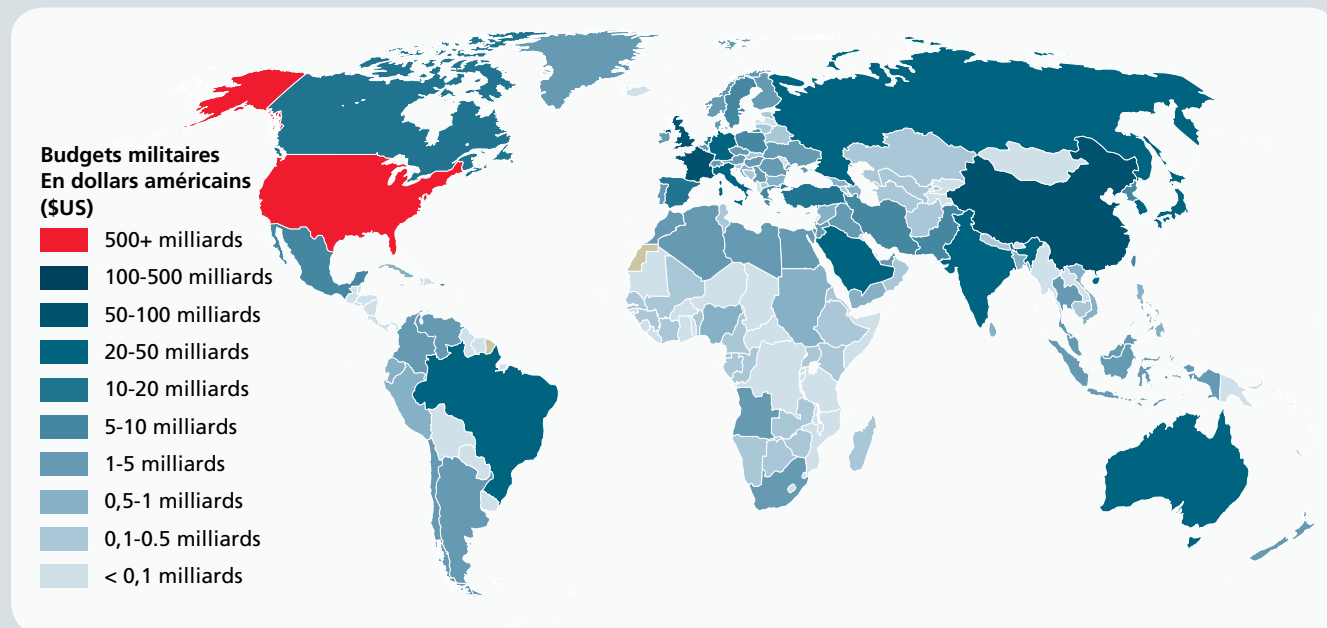 Budgets militaires
En dollars américains
($US)
500+ milliards
100-500 milliards
50-100 milliards
20-50 milliards
10-20 milliards
5-10 milliards
1-5 milliards
0,5-1 milliards
0,1-0.5 milliards
< 0,1 milliards